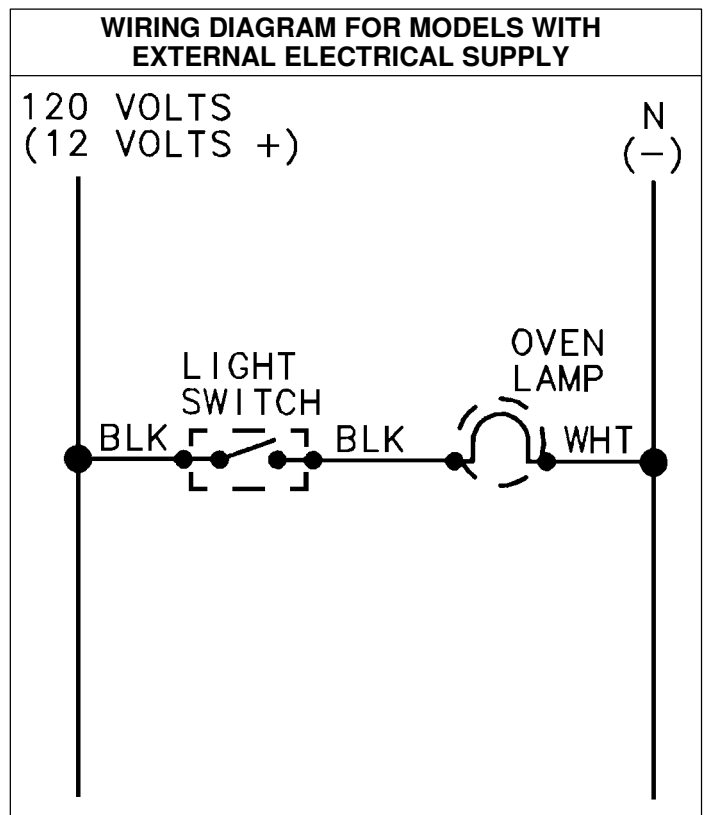 WIRING DIAGRAM FOR MODELS WITH
EXTERNAL ELECTRICAL SUPPLY
120 VOLTS
(12 VOLTS +)
N
(−)
LIGHT
SWITCH
OVEN
LAMP
BLK
BLK
WHT